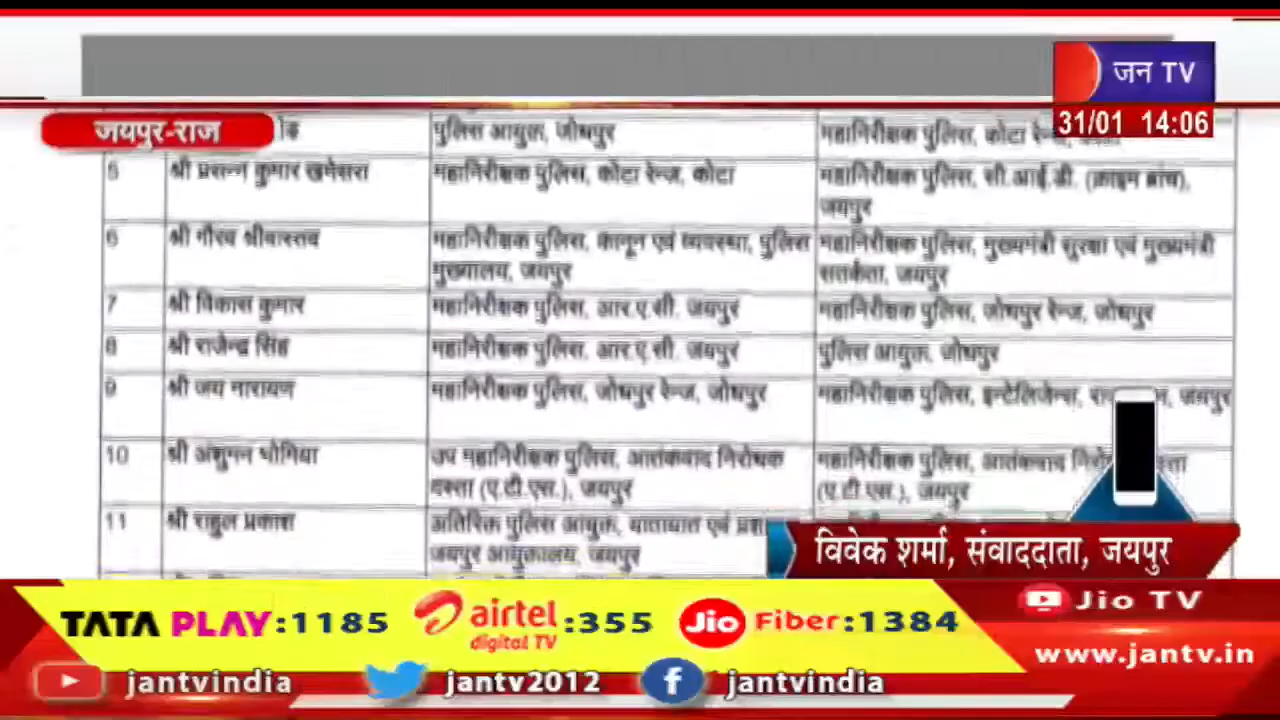 जन TV
31/01 14:06
जयपुर-राज
पुलिस आयुक्त, जोधपुर
महानिरीक्षक पुलिस, कोटा
5 श्री प्रसन्न कुमार खमेसरा महानिरीक्षक पुलिस, कोटा रेन्ज, कोटा महानिरीक्षक पुलिस, सी.आई.डी. (क्राइम ब्रांच),
जयपुर
6 श्री गौरव श्रीवास्तव महानिरीक्षक पुलिस, कानून एवं व्यवस्था, पुलिस महानिरीक्षक पुलिस, मुख्यमंत्री सुरक्षा एवं मुख्यमंत्री
मुख्यालय, जयपुर सतर्कता, जयपुर
7 श्री विकास कुमार महानिरीक्षक पुलिस, आर.ए.सी. जयपुर महानिरीक्षक पुलिस, जोधपुर रेन्ज, जोधपुर
8 श्री राजेन्द्र सिंह महानिरीक्षक पुलिस, आर.ए.सी. जयपुर पुलिस आयुक्त, जोधपुर
9 श्री जय नारायण महानिरीक्षक पुलिस, जोधपुर रेन्ज, जोधपुर महानिरीक्षक पुलिस, इन्टेलिजेन्स, जयपुर
10 श्री अंशुमन भोमिया उप महानिरीक्षक पुलिस, आतंकवाद निरोधक महानिरीक्षक पुलिस, आतंकवाद
दस्ता (ए.टी.एस.), जयपुर (ए.टी.एस.), जयपुर
11 श्री राहुल प्रकाश अतिरिक्त पुलिस आयुक्त, यातायात एवं
जयपुर आयुक्तालय, जयपुर
विवेक शर्मा, संवाददाता, जयपुर
TATA PLAY:1185 airtel digital TV :355 Jio Fiber:1384
Jio TV
www.jantv.in
jantvindia jantv2012 jantvindia